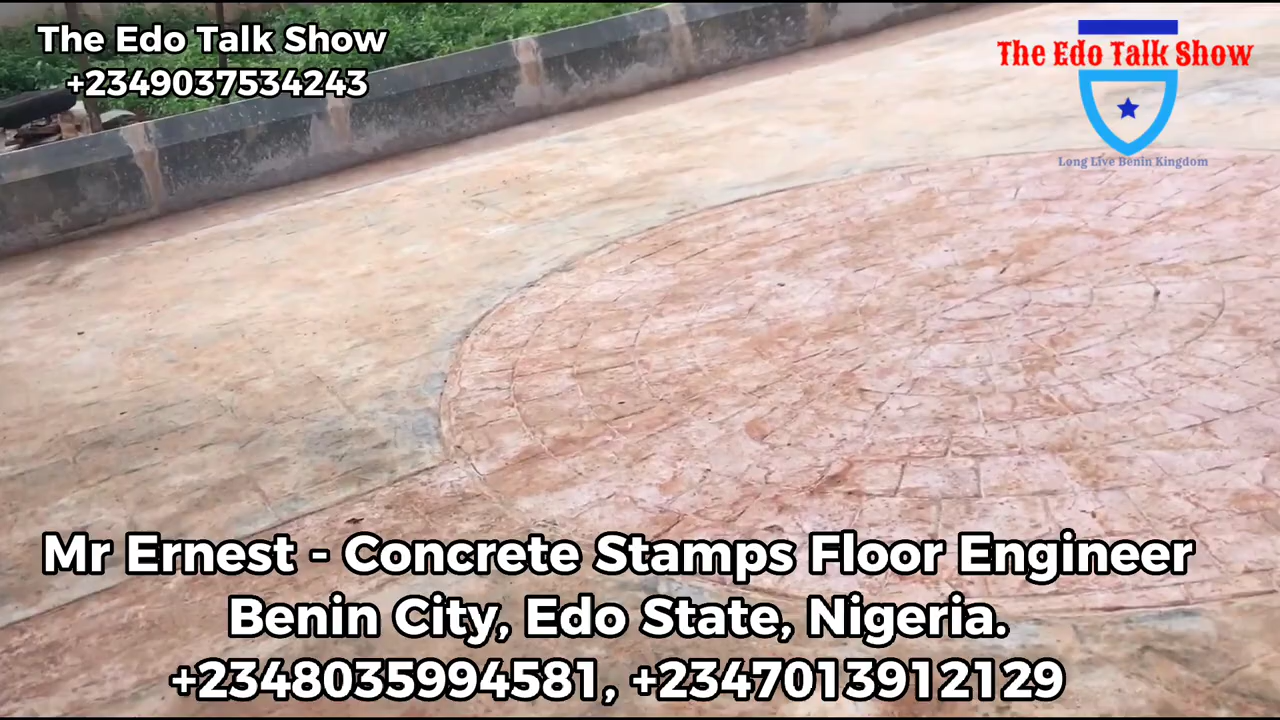 The Edo Talk Show
+2349037534243
The Edo Talk Show
Long Live Benin Kingdom
Mr Ernest - Concrete Stamps Floor Engineer
Benin City, Edo State, Nigeria.
+2348035994581, +2347013912129